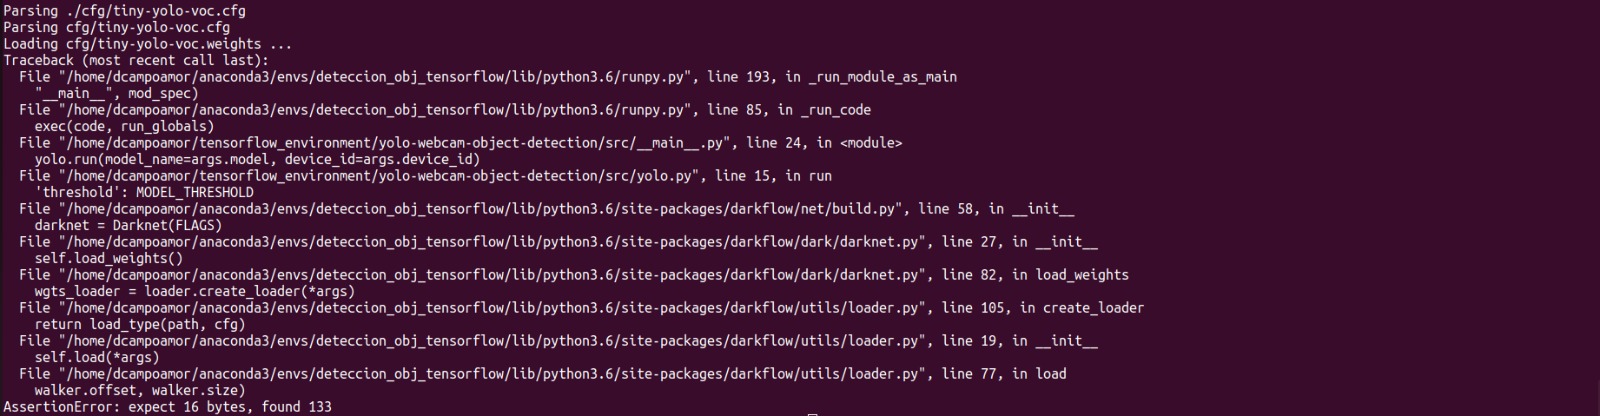 Parsing ./cfg/tiny-yolo-voc.cfg
Parsing cfg/tiny-yolo-voc.cfg
Loading cfg/tiny-yolo-voc.weights ...
Traceback (most recent call last):
  File "/home/dcampoamor/anaconda3/envs/deteccion_obj_tensorflow/lib/python3.6/runpy.py", line 193, in _run_module_as_main
    "__main__", mod_spec)
  File "/home/dcampoamor/anaconda3/envs/deteccion_obj_tensorflow/lib/python3.6/runpy.py", line 85, in _run_code
    exec(code, run_globals)
  File "/home/dcampoamor/tensorflow_environment/yolo-webcam-object-detection/src/__main__.py", line 24, in <module>
    yolo.run(model_name=args.model, device_id=args.device_id)
  File "/home/dcampoamor/tensorflow_environment/yolo-webcam-object-detection/src/yolo.py", line 15, in run
    'threshold': MODEL_THRESHOLD
  File "/home/dcampoamor/anaconda3/envs/deteccion_obj_tensorflow/lib/python3.6/site-packages/darkflow/net/build.py", line 58, in __init__
    darknet = Darknet(FLAGS)
  File "/home/dcampoamor/anaconda3/envs/deteccion_obj_tensorflow/lib/python3.6/site-packages/darkflow/dark/darknet.py", line 27, in __init__
    self.load_weights()
  File "/home/dcampoamor/anaconda3/envs/deteccion_obj_tensorflow/lib/python3.6/site-packages/darkflow/dark/darknet.py", line 82, in load_weights
    wgts_loader = loader.create_loader(*args)
  File "/home/dcampoamor/anaconda3/envs/deteccion_obj_tensorflow/lib/python3.6/site-packages/darkflow/utils/loader.py", line 105, in create_loader
    return load_type(path, cfg)
  File "/home/dcampoamor/anaconda3/envs/deteccion_obj_tensorflow/lib/python3.6/site-packages/darkflow/utils/loader.py", line 19, in __init__
    self.load(*args)
  File "/home/dcampoamor/anaconda3/envs/deteccion_obj_tensorflow/lib/python3.6/site-packages/darkflow/utils/loader.py", line 77, in load
    walker.offset, walker.size)
AssertionError: expect 16 bytes, found 133